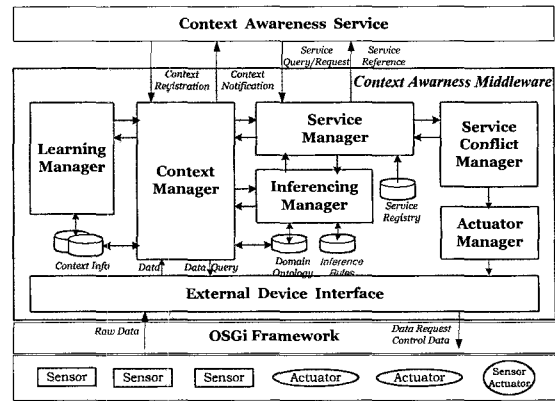 Context Awareness Service
Service
Query/Request
Service
Reference
Context
Registration
Context
Notification
Context Awarness Middleware
Learning
Manager
Context
Manager
Service
Manager
Service
Conflict
Manager
Inferencing
Manager
Service
Registry
Actuator
Manager
Context Info
Data
Data Query
Domain
Ontology
Inference
Rules
External Device Interface
Raw Data
OSGi Framework
Data Request
Control Data
Sensor
Sensor
Sensor
Actuator
Actuator
Sensor
Actuator